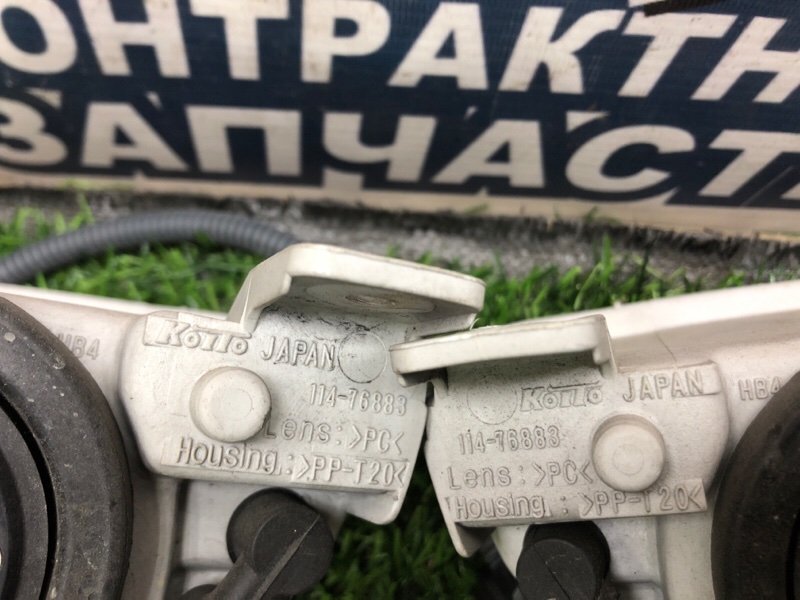 ОНТРАКТН
ЗАПЧАСТ
HB4
KOITO JAPAN
114-76883
Lens:>PC<
Housing.:>PP-T20<
KOITO JAPAN
HB4
114-76883
Lens:>PC<
Housing.:>PP-T20<